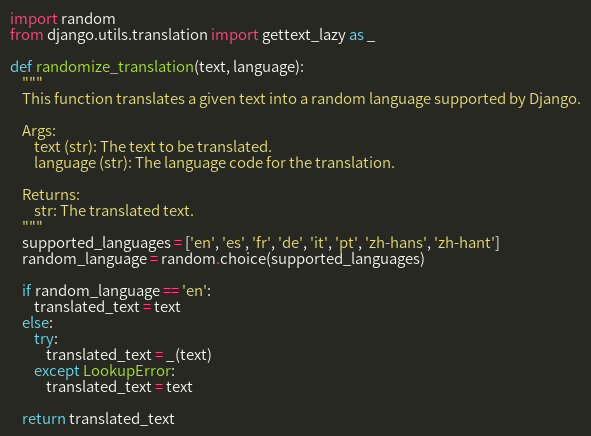 import random
from django.utils.translation import gettext_lazy as _

def randomize_translation(text, language):
    """
    This function translates a given text into a random language supported by Django.

    Args:
        text (str): The text to be translated.
        language (str): The language code for the translation.

    Returns:
        str: The translated text.
    """
    supported_languages = ['en', 'es', 'fr', 'de', 'it', 'pt', 'zh-hans', 'zh-hant']
    random_language = random.choice(supported_languages)

    if random_language == 'en':
        translated_text = text
    else:
        try:
            translated_text = _(text)
        except LookupError:
            translated_text = text

    return translated_text